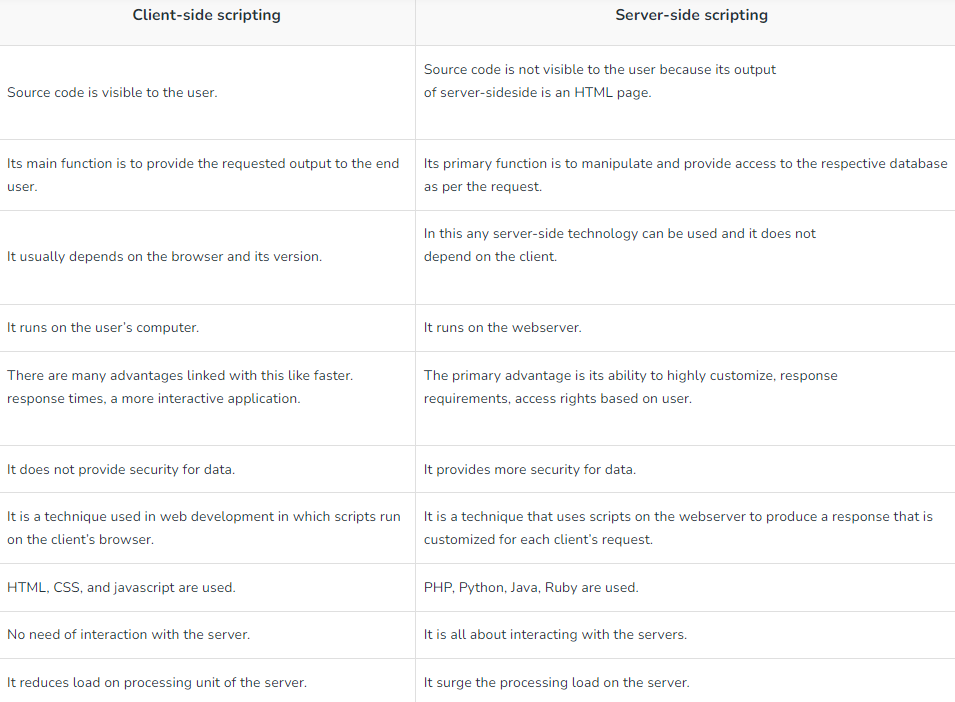 Client-side scripting
Server-side scripting
Source code is visible to the user.
Source code is not visible to the user because its output
of server-sideside is an HTML page.
Its main function is to provide the requested output to the end
user.
Its primary function is to manipulate and provide access to the respective database
as per the request.
It usually depends on the browser and its version.
In this any server-side technology can be used and it does not
depend on the client.
It runs on the user’s computer.
It runs on the webserver.
There are many advantages linked with this like faster.
response times, a more interactive application.
The primary advantage is its ability to highly customize, response
requirements, access rights based on user.
It does not provide security for data.
It provides more security for data.
It is a technique used in web development in which scripts run
on the client’s browser.
It is a technique that uses scripts on the webserver to produce a response that is
customized for each client’s request.
HTML, CSS, and javascript are used.
PHP, Python, Java, Ruby are used.
No need of interaction with the server.
It is all about interacting with the servers.
It reduces load on processing unit of the server.
It surge the processing load on the server.